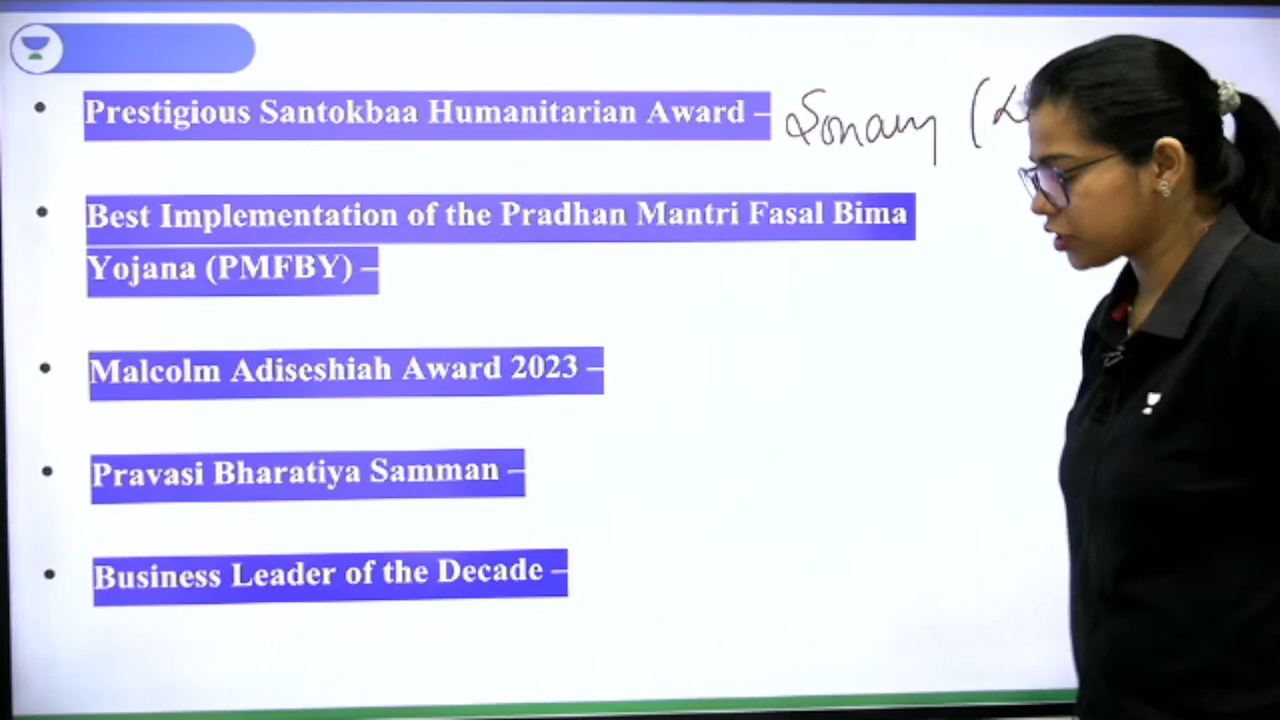 Prestigious Santokbaa Humanitarian Award – Sonam (
Best Implementation of the Pradhan Mantri Fasal Bima
Yojana (PMFBY) –
Malcolm Adiseshiah Award 2023 –
Pravasi Bharatiya Samman –
Business Leader of the Decade –